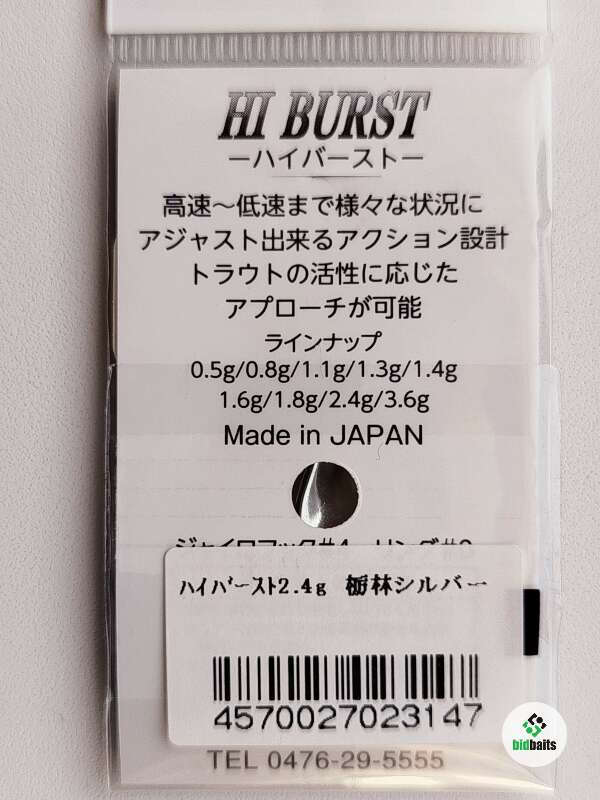 HI BURST
ーハイバーストー
高速〜低速まで様々な状況に
アジャスト出来るアクション設計
トラウトの活性に応じた
アプローチが可能
ラインナップ
0.5g/0.8g/1.1g/1.3g/1.4g
1.6g/1.8g/2.4g/3.6g
Made in JAPAN
ﾊｲﾊﾞｰｽﾄ2.4g 栃林シルバー
4570027023147
TEL 0476-29-5555
bidbaits